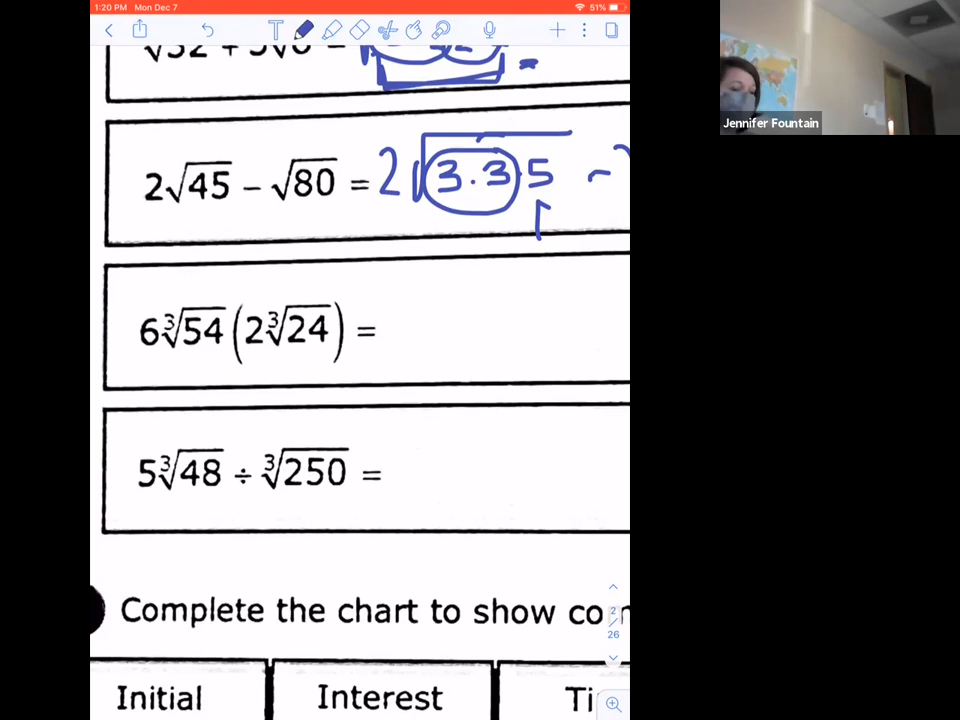 1:20 PM Mon Dec 7
51%
Jennifer Fountain
2√45 − √80 = 2√3·3·5 −
6∛54(2∛24) =
5∛48 ÷ ∛250 =
2
/
26
Complete the chart to show co
Initial
Interest
Ti